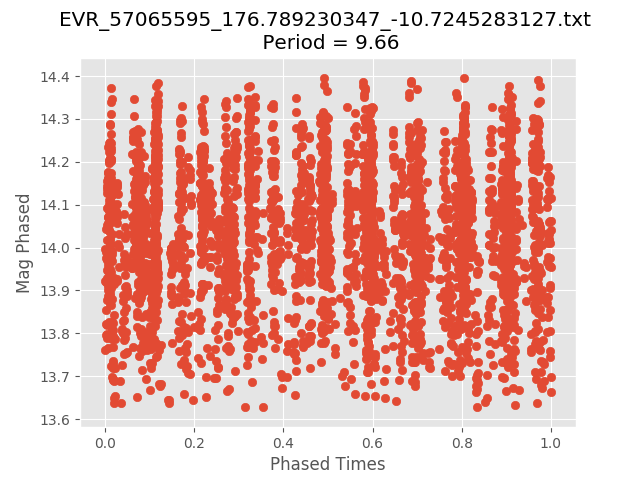 EVR_57065595_176.789230347_-10.7245283127.txt
Period = 9.66
14.4
14.3
14.2
14.1
14.0
13.9
13.8
13.7
13.6
Mag Phased
0.0 0.2 0.4 0.6 0.8 1.0
Phased Times